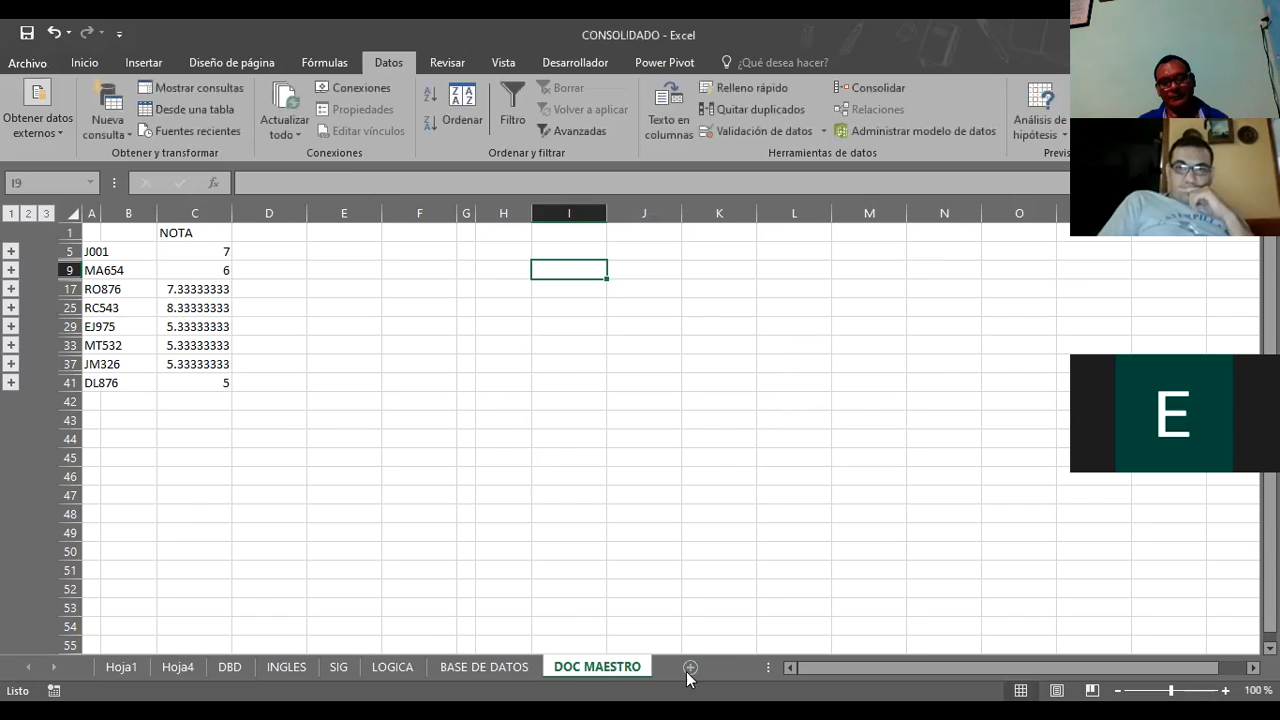 CONSOLIDADO - Excel
Archivo Inicio Insertar Diseño de página Fórmulas Datos Revisar Vista Desarrollador Power Pivot ¿Qué desea hacer?
Obtener datos externos
Nueva consulta
Mostrar consultas
Desde una tabla
Fuentes recientes
Obtener y transformar
Actualizar todo
Conexiones
Propiedades
Editar vínculos
Conexiones
Ordenar
Filtro
Borrar
Volver a aplicar
Avanzadas
Ordenar y filtrar
Texto en columnas
Relleno rápido
Quitar duplicados
Validación de datos
Consolidar
Relaciones
Administrar modelo de datos
Herramientas de datos
Análisis de hipótesis
Previs
I9 fx
1 2 3 A B C D E F G H I J K L M N O
1 NOTA
5 J001 7
9 MA654 6
17 RO876 7.33333333
25 RC543 8.33333333
29 EJ975 5.33333333
33 MT532 5.33333333
37 JM326 5.33333333
41 DL876 5
42
43
44
45
46
47
48
49
50
51
52
53
54
55
E
Hoja1 Hoja4 DBD INGLES SIG LOGICA BASE DE DATOS DOC MAESTRO
Listo 100 %